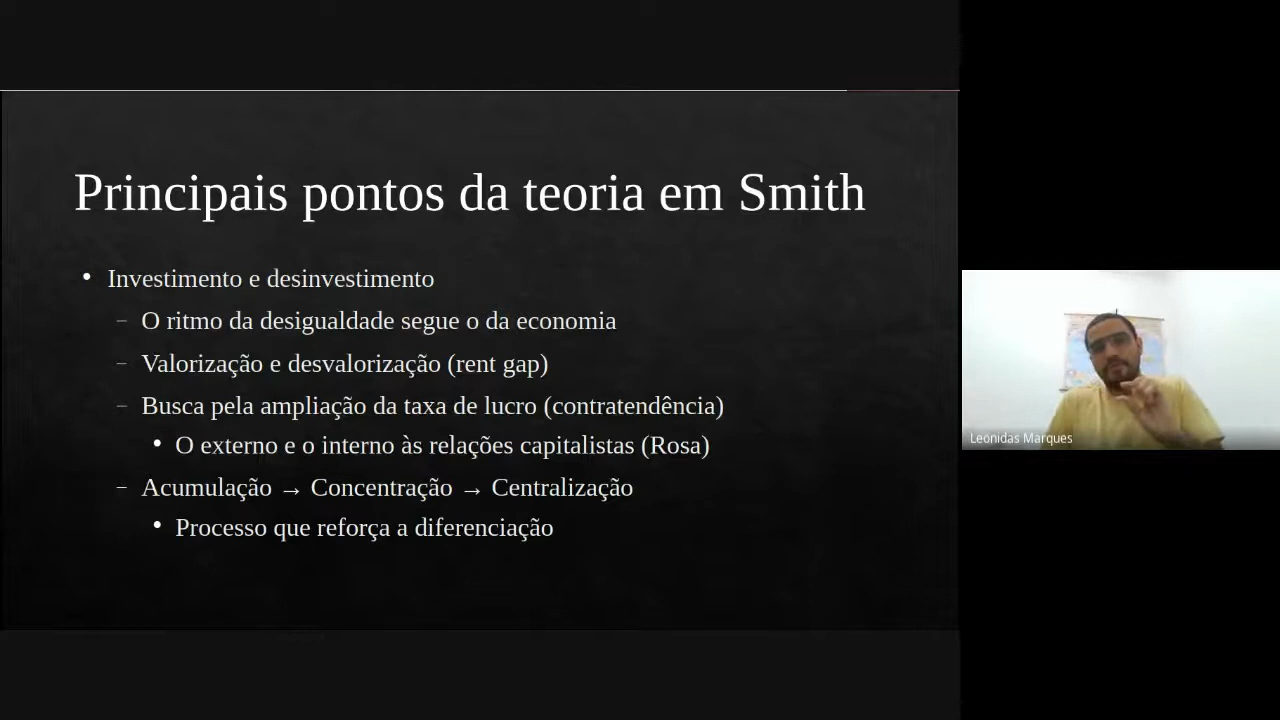 Principais pontos da teoria em Smith
• Investimento e desinvestimento
– O ritmo da desigualdade segue o da economia
– Valorização e desvalorização (rent gap)
– Busca pela ampliação da taxa de lucro (contratendência)
• O externo e o interno às relações capitalistas (Rosa)
– Acumulação → Concentração → Centralização
• Processo que reforça a diferenciação
Leonidas Marques